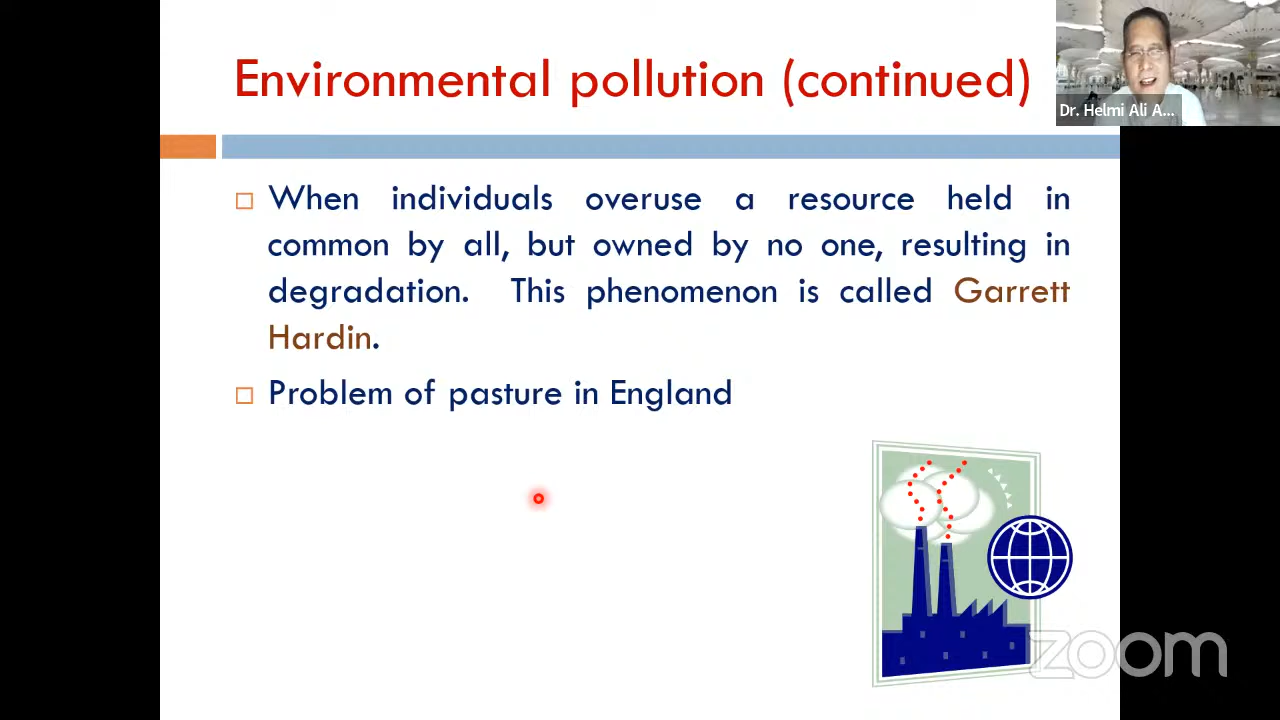 Environmental pollution (continued)
Dr. Helmi Ali A...
When individuals overuse a resource held in
common by all, but owned by no one, resulting in
degradation. This phenomenon is called Garrett
Hardin.
Problem of pasture in England
zoom